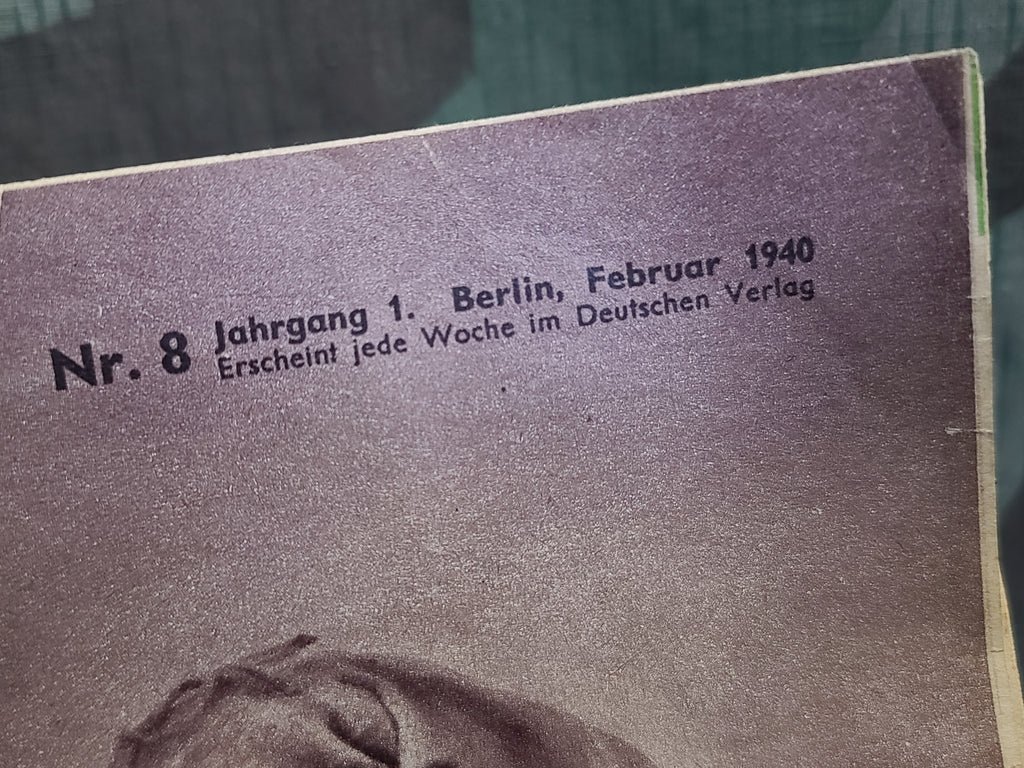 Nr. 8
Jahrgang 1. Berlin, Februar 1940
Erscheint jede Woche im Deutschen Verlag